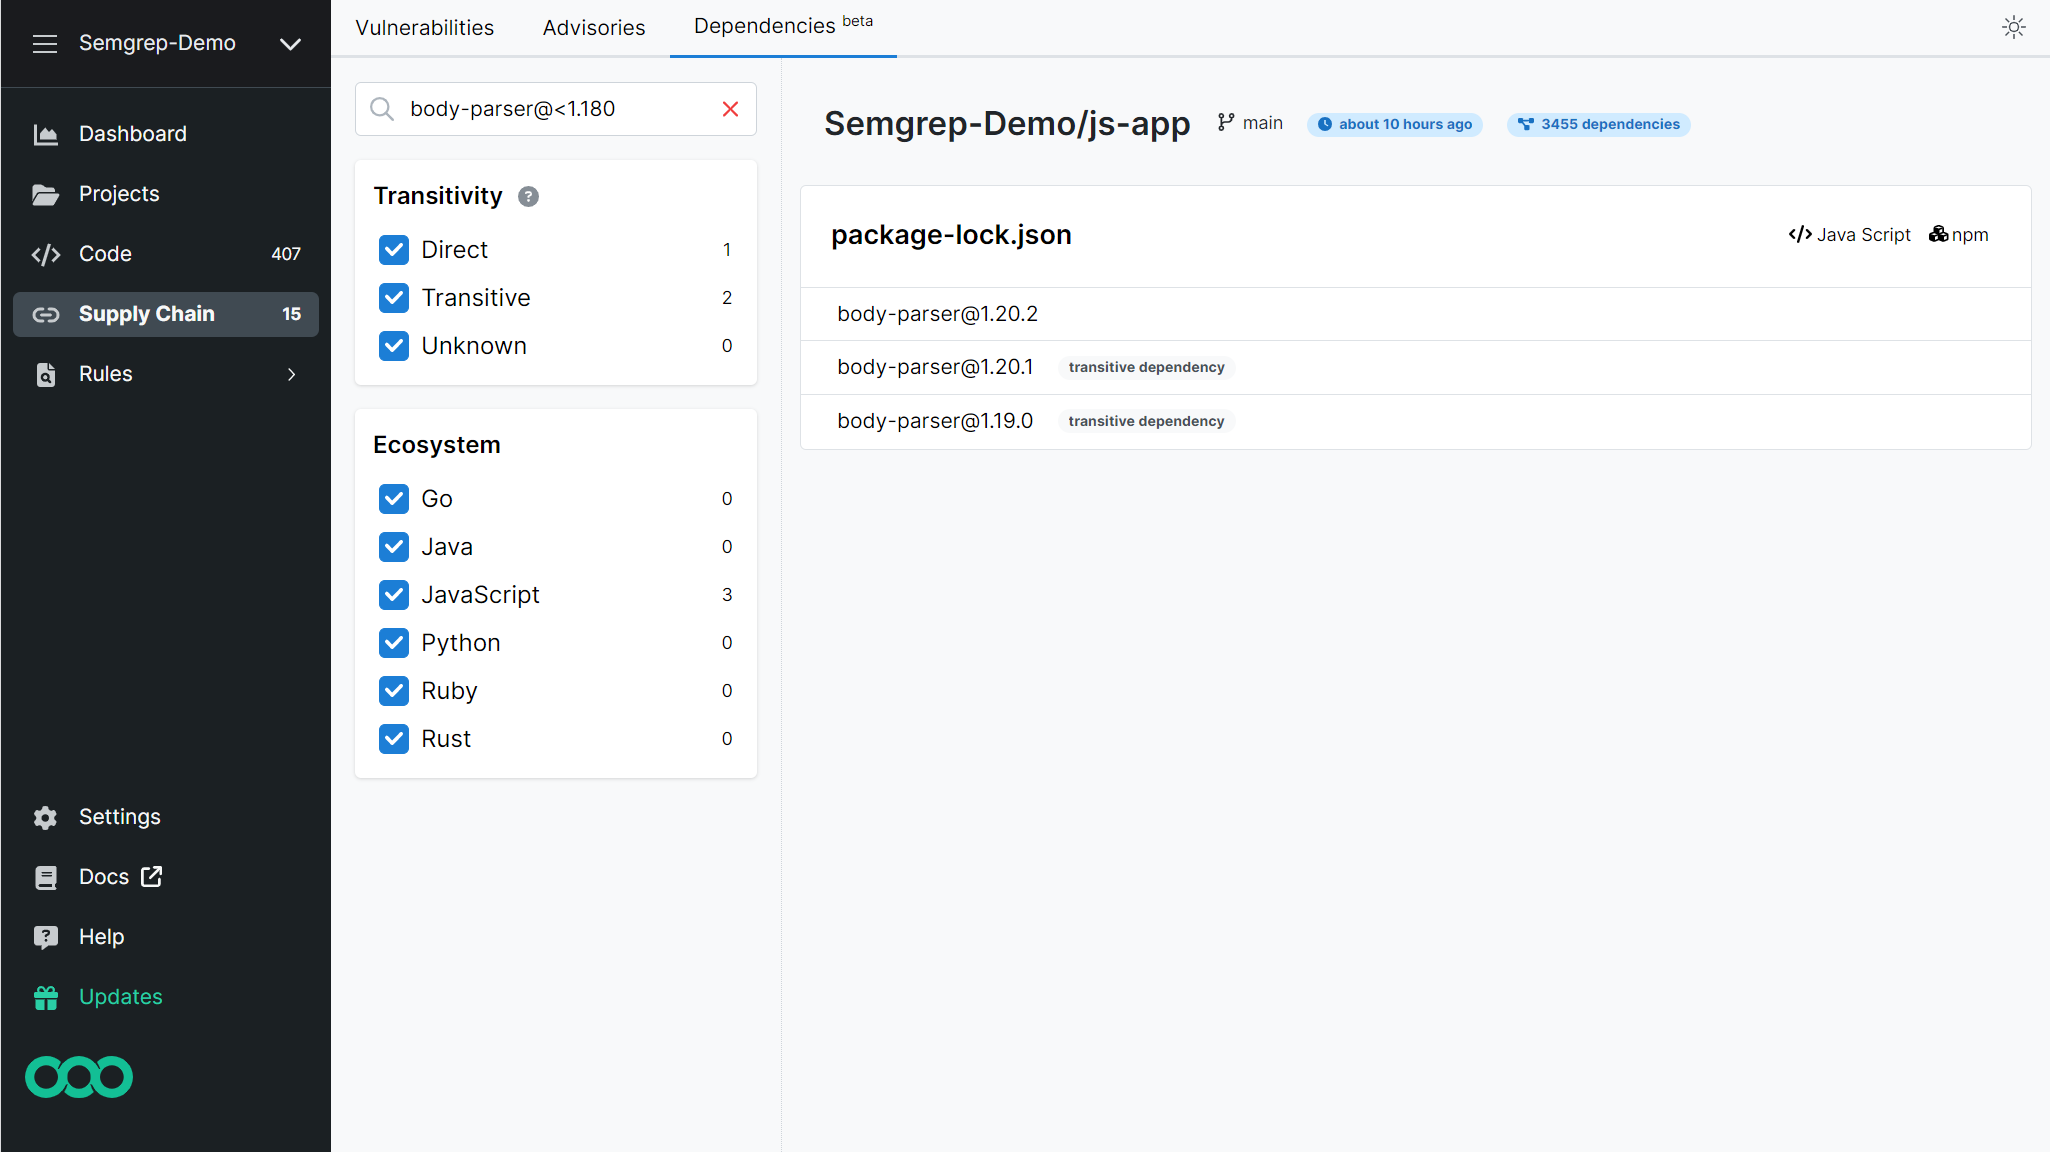 Semgrep-Demo
Dashboard
Projects
Code 407
Supply Chain 15
Rules
Settings
Docs
Help
Updates
Vulnerabilities Advisories Dependencies beta
body-parser@<1.180
Transitivity ?
Direct 1
Transitive 2
Unknown 0
Ecosystem
Go 0
Java 0
JavaScript 3
Python 0
Ruby 0
Rust 0
Semgrep-Demo/js-app main about 10 hours ago 3455 dependencies
package-lock.json </> Java Script npm
body-parser@1.20.2
body-parser@1.20.1 transitive dependency
body-parser@1.19.0 transitive dependency